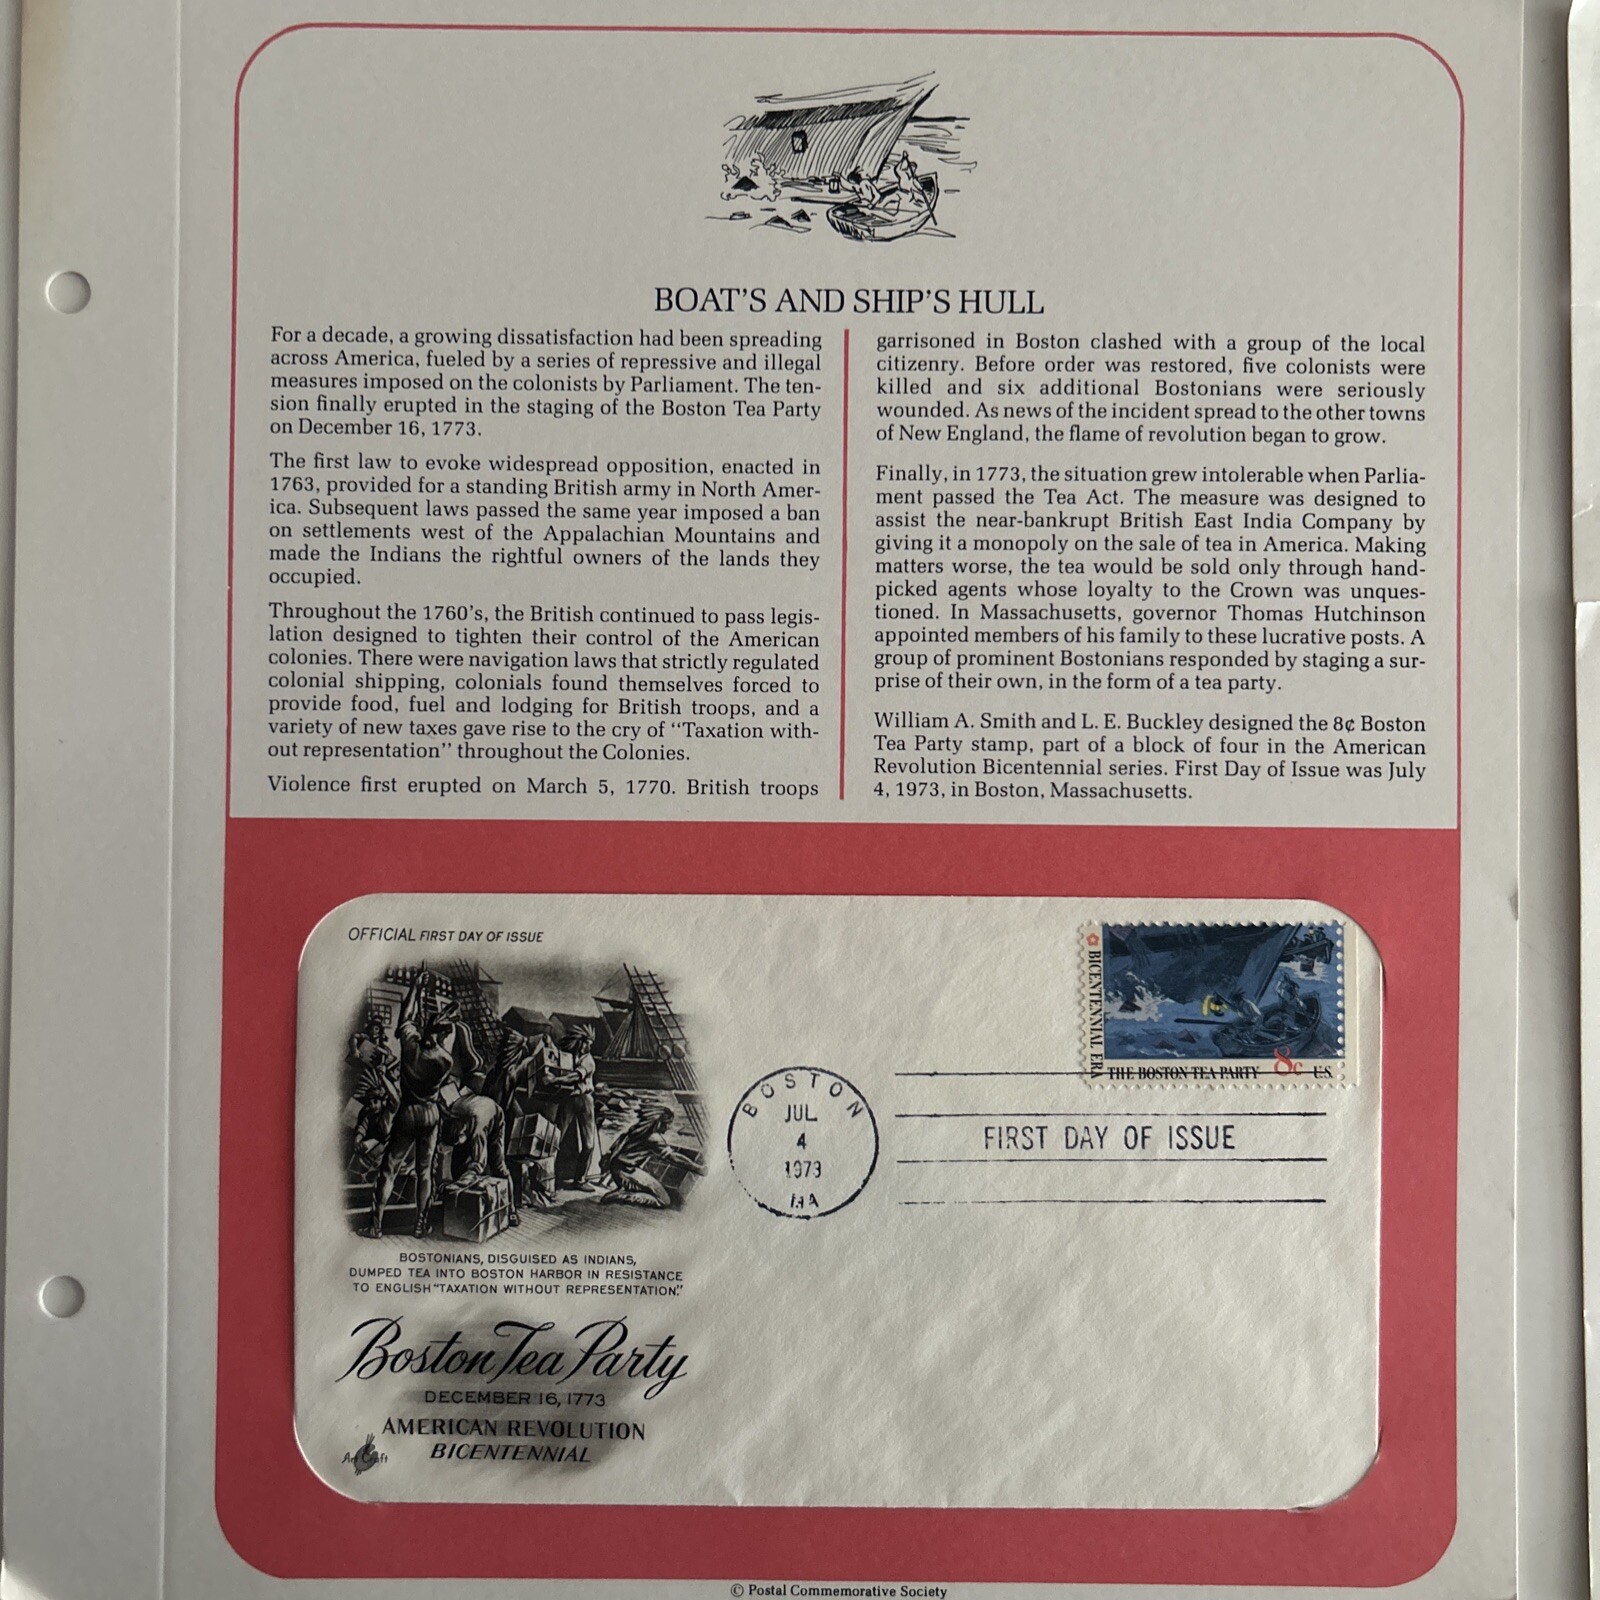 BOAT'S AND SHIP'S HULL
For a decade, a growing dissatisfaction had been spreading
across America, fueled by a series of repressive and illegal
measures imposed on the colonists by Parliament. The ten-
sion finally erupted in the staging of the Boston Tea Party
on December 16, 1773.
The first law to evoke widespread opposition, enacted in
1763, provided for a standing British army in North Amer-
ica. Subsequent laws passed the same year imposed a ban
on settlements west of the Appalachian Mountains and
made the Indians the rightful owners of the lands they
occupied.
Throughout the 1760's, the British continued to pass legis-
lation designed to tighten their control of the American
colonies. There were navigation laws that strictly regulated
colonial shipping, colonials found themselves forced to
provide food, fuel and lodging for British troops, and a
variety of new taxes gave rise to the cry of "Taxation with-
out representation" throughout the Colonies.
Violence first erupted on March 5, 1770. British troops
garrisoned in Boston clashed with a group of the local
citizenry. Before order was restored, five colonists were
killed and six additional Bostonians were seriously
wounded. As news of the incident spread to the other towns
of New England, the flame of revolution began to grow.
Finally, in 1773, the situation grew intolerable when Parlia-
ment passed the Tea Act. The measure was designed to
assist the near-bankrupt British East India Company by
giving it a monopoly on the sale of tea in America. Making
matters worse, the tea would be sold only through hand-
picked agents whose loyalty to the Crown was unques-
tioned. In Massachusetts, governor Thomas Hutchinson
appointed members of his family to these lucrative posts. A
group of prominent Bostonians responded by staging a sur-
prise of their own, in the form of a tea party.
William A. Smith and L. E. Buckley designed the 8¢ Boston
Tea Party stamp, part of a block of four in the American
Revolution Bicentennial series. First Day of Issue was July
4, 1973, in Boston, Massachusetts.
OFFICIAL FIRST DAY OF ISSUE
BICENTENNIAL ERA
THE BOSTON TEA PARTY 8c U.S.
BOSTON
JUL
4
1973
MA
FIRST DAY OF ISSUE
BOSTONIANS, DISGUISED AS INDIANS,
DUMPED TEA INTO BOSTON HARBOR IN RESISTANCE
TO ENGLISH "TAXATION WITHOUT REPRESENTATION."
Boston Tea Party
DECEMBER 16, 1773
AMERICAN REVOLUTION
BICENTENNIAL
Art Craft
© Postal Commemorative Society